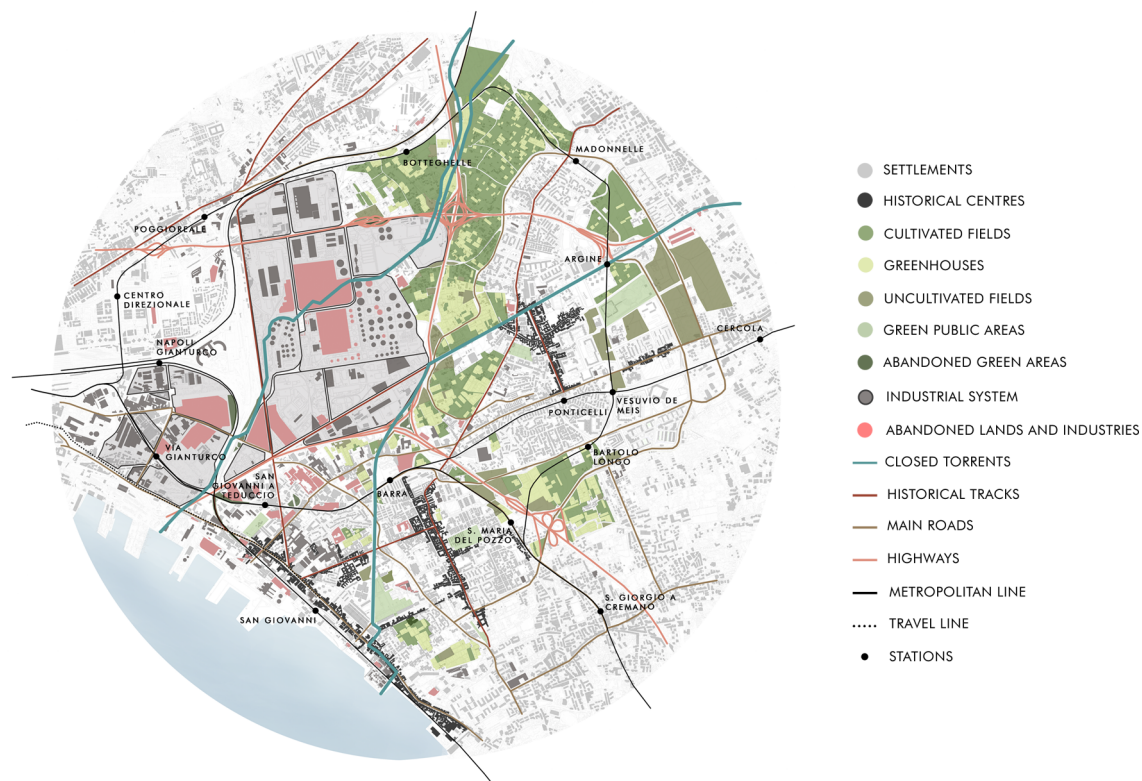 BOTTEGHELLE
MADONNELLE
POGGIOREALE
ARGINE
CENTRO
DIREZIONALE
CERCOLA
NAPOLI
GIANTURCO
PONTICELLI
VESUVIO DE
MEIS
VIA
GIANTURCO
BARTOLO
LONGO
SAN
GIOVANNI A
TEDUCCIO
BARRA
S. MARIA
DEL POZZO
S. GIORGIO A
CREMANO
SAN GIOVANNI
SETTLEMENTS
HISTORICAL CENTRES
CULTIVATED FIELDS
GREENHOUSES
UNCULTIVATED FIELDS
GREEN PUBLIC AREAS
ABANDONED GREEN AREAS
INDUSTRIAL SYSTEM
ABANDONED LANDS AND INDUSTRIES
CLOSED TORRENTS
HISTORICAL TRACKS
MAIN ROADS
HIGHWAYS
METROPOLITAN LINE
TRAVEL LINE
STATIONS